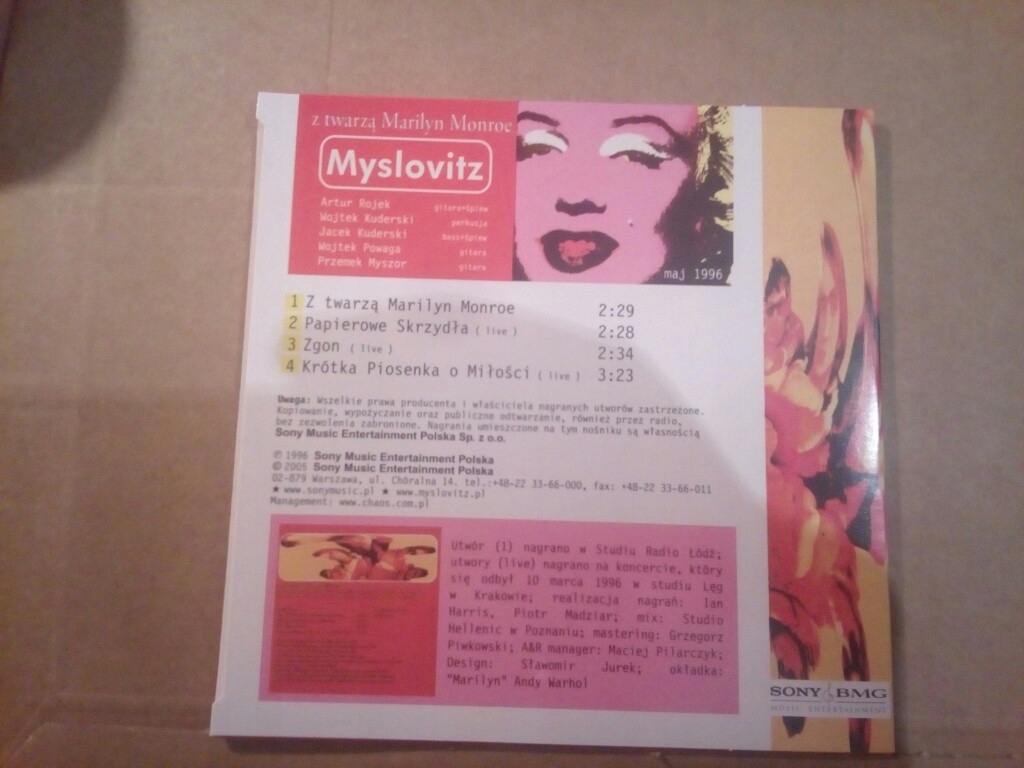 z twarzą Marilyn Monroe
Myslovitz
Artur Rojek gitara+śpiew
Wojtek Kuderski perkusja
Jacek Kuderski bass+śpiew
Wojtek Powaga gitara
Przemek Myszor gitara
maj 1996
1 Z twarzą Marilyn Monroe 2:29
2 Papierowe Skrzydła ( live ) 2:28
3 Zgon ( live ) 2:34
4 Krótka Piosenka o Miłości ( live ) 3:23
Uwaga: Wszelkie prawa producenta i właściciela nagranych utworów zastrzeżone.
Kopiowanie, wypożyczanie oraz publiczne odtwarzanie, również przez radio,
bez zezwolenia zabronione. Nagrania umieszczone na tym nośniku są własnością
Sony Music Entertainment Polska Sp. z o.o.
℗ 1996 Sony Music Entertainment Polska
© 2005 Sony Music Entertainment Polska
02-879 Warszawa, ul. Chóralna 14. tel.:+48-22 33-66-000, fax: +48-22 33-66-011
★ www.sonymusic.pl ★ www.myslovitz.pl
Management: www.chaos.com.pl
Utwór (1) nagrano w Studiu Radio Łódź;
utwory (live) nagrano na koncercie, który
się odbył 10 marca 1996 w studiu Łęg
w Krakowie; realizacja nagrań: Ian
Harris, Piotr Madziar; mix: Studio
Hellenic w Poznaniu; mastering: Grzegorz
Piwkowski; A&R manager: Maciej Pilarczyk;
Design: Sławomir Jurek; okładka:
"Marilyn" Andy Warhol
SONY BMG
MUSIC ENTERTAINMENT